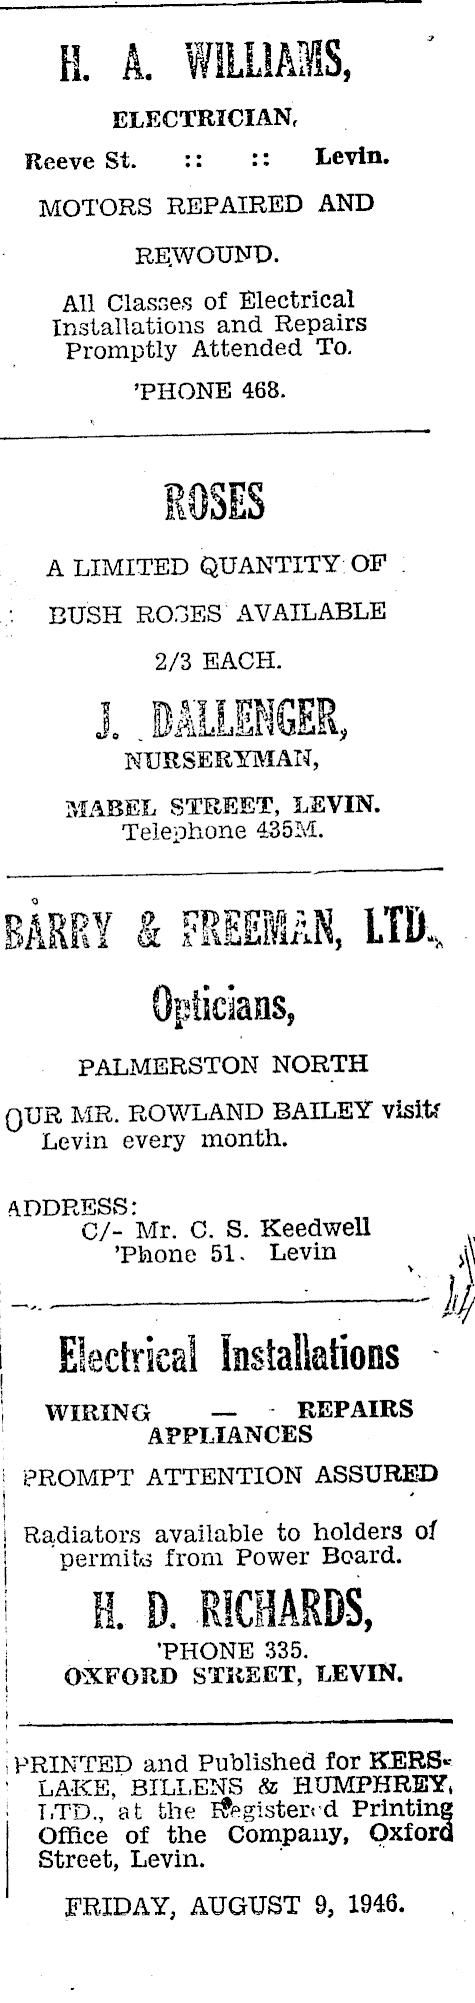 H. A. WILLIAMS,
ELECTRICIAN,
Reeve St. :: :: Levin.
MOTORS REPAIRED AND
REWOUND.
All Classes of Electrical
Installations and Repairs
Promptly Attended To.
'PHONE 468.
ROSES
A LIMITED QUANTITY OF
BUSH ROSES AVAILABLE
2/3 EACH.
J. DALLENGER,
NURSERYMAN,
MABEL STREET, LEVIN.
Telephone 435M.
BARRY & FREEMAN, LTD.,
Opticians,
PALMERSTON NORTH
OUR MR. ROWLAND BAILEY visits
Levin every month.
ADDRESS:
C/- Mr. C. S. Keedwell
'Phone 51. Levin
Electrical Installations
WIRING — REPAIRS
APPLIANCES
PROMPT ATTENTION ASSURED
Radiators available to holders of
permits from Power Board.
H. D. RICHARDS,
'PHONE 335.
OXFORD STREET, LEVIN.
PRINTED and Published for KERS-
LAKE, BILLENS & HUMPHREY,
LTD., at the Registered Printing
Office of the Company, Oxford
Street, Levin.
FRIDAY, AUGUST 9, 1946.